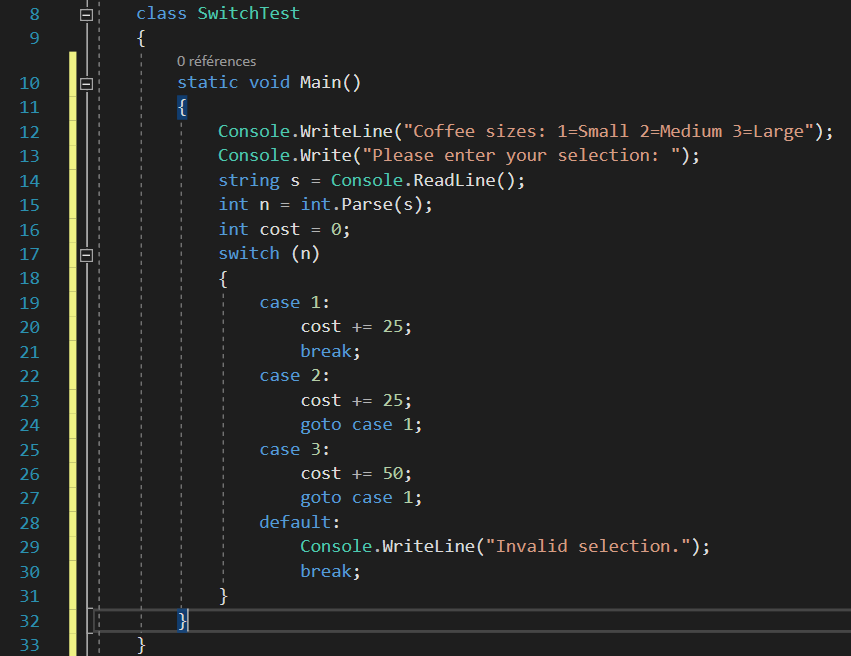 8 class SwitchTest
9 {
0 références
10 static void Main()
11 {
12 Console.WriteLine("Coffee sizes: 1=Small 2=Medium 3=Large");
13 Console.Write("Please enter your selection: ");
14 string s = Console.ReadLine();
15 int n = int.Parse(s);
16 int cost = 0;
17 switch (n)
18 {
19 case 1:
20 cost += 25;
21 break;
22 case 2:
23 cost += 25;
24 goto case 1;
25 case 3:
26 cost += 50;
27 goto case 1;
28 default:
29 Console.WriteLine("Invalid selection.");
30 break;
31 }
32 }
33 }